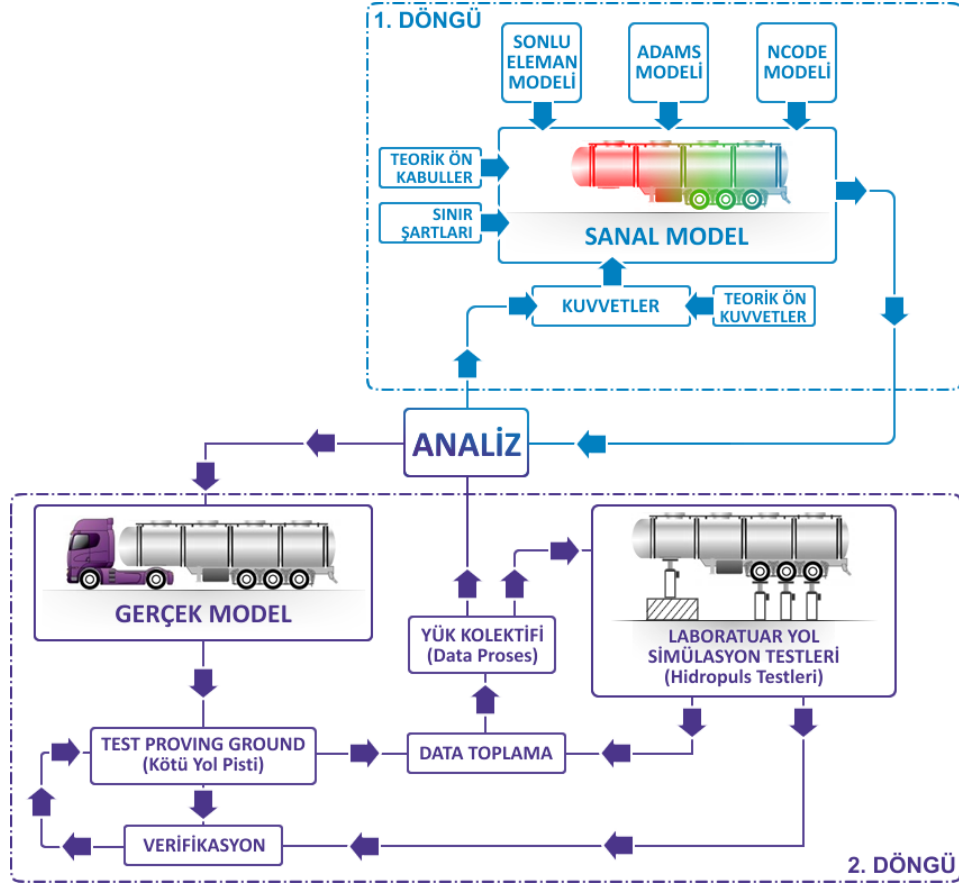 1. DÖNGÜ
SONLU
ELEMAN
MODELİ
ADAMS
MODELİ
NCODE
MODELİ
TEORİK ÖN
KABULLER
SINIR
ŞARTLARI
SANAL MODEL
KUVVETLER
TEORİK ÖN
KUVVETLER
ANALİZ
GERÇEK MODEL
YÜK KOLEKTİFİ
(Data Proses)
LABORATUAR YOL
SİMÜLASYON TESTLERİ
(Hidropuls Testleri)
TEST PROVING GROUND
(Kötü Yol Pisti)
DATA TOPLAMA
VERİFİKASYON
2. DÖNGÜ